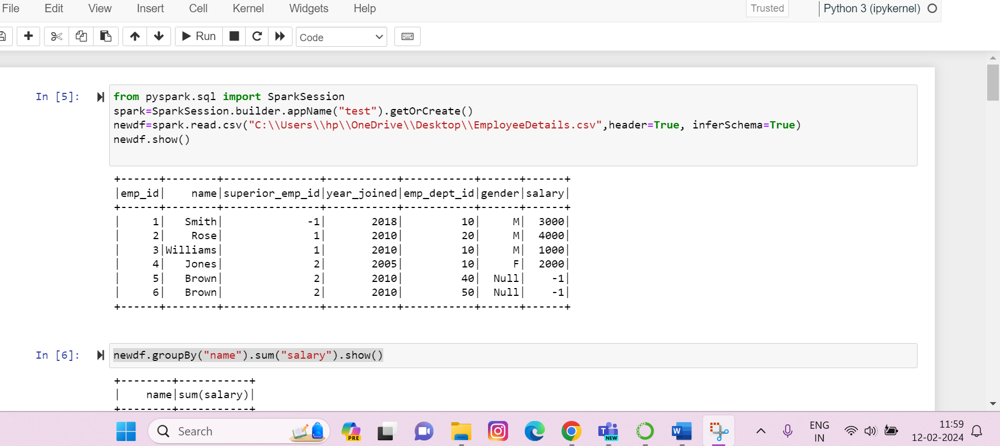 File Edit View Insert Cell Kernel Widgets Help Trusted Python 3 (ipykernel)
Run Code
In [5]: from pyspark.sql import SparkSession
spark=SparkSession.builder.appName("test").getOrCreate()
newdf=spark.read.csv("C:\\Users\\hp\\OneDrive\\Desktop\\EmployeeDetails.csv",header=True, inferSchema=True)
newdf.show()
+------+--------+---------------+-----------+-----------+------+------+
|emp_id|    name|superior_emp_id|year_joined|emp_dept_id|gender|salary|
+------+--------+---------------+-----------+-----------+------+------+
|     1|   Smith|             -1|       2018|         10|     M|  3000|
|     2|    Rose|              1|       2010|         20|     M|  4000|
|     3|Williams|              1|       2010|         10|     M|  1000|
|     4|   Jones|              2|       2005|         10|     F|  2000|
|     5|   Brown|              2|       2010|         40|  Null|    -1|
|     6|   Brown|              2|       2010|         50|  Null|    -1|
+------+--------+---------------+-----------+-----------+------+------+
In [6]: newdf.groupBy("name").sum("salary").show()
+--------+-----------+
|    name|sum(salary)|
+--------+-----------+
Search PRE NEW ENG 11:59
IN 12-02-2024